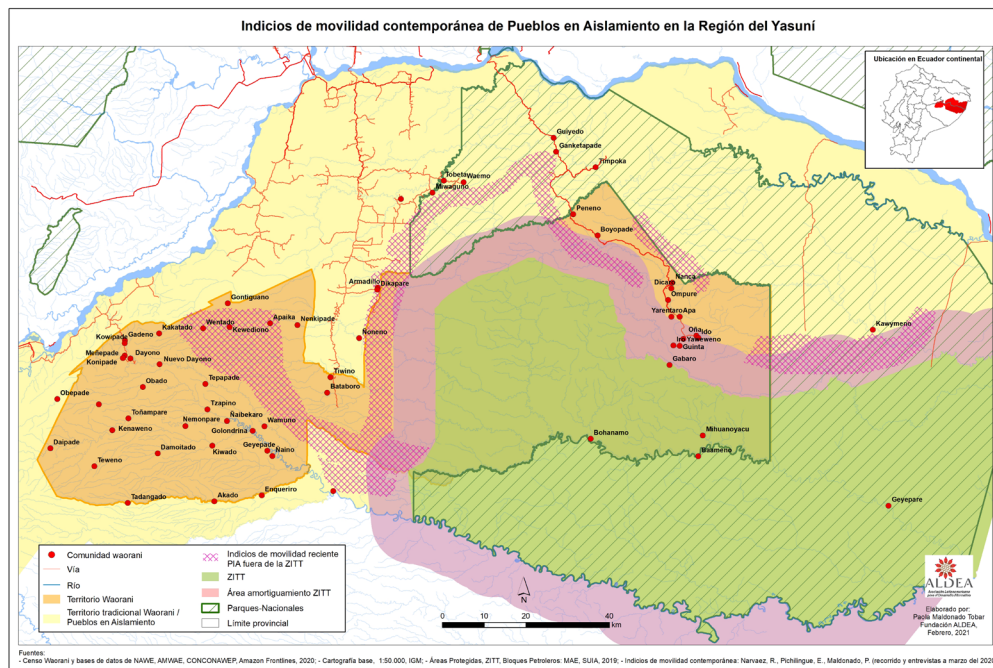 Indicios de movilidad contemporánea de Pueblos en Aislamiento en la Región del Yasuní
Ubicación en Ecuador continental
Guiyedo
Ganketapade
Timpoka
Tobeta
Waemo
Miwaguno
Peneno
Boyopade
Armadillo
Dikapare
Nanca
Dicaro
Ompure
Gontiguano
Yarentaro
Apa
Kakatado
Wentado
Apaika
Nenkipade
Kewediono
Kawymeno
Oña
Ido
Gadeno
Kowipade
Noneno
Yaweweno
Guinta
Menepade
Dayono
Konipade
Nuevo Dayono
Gabaro
Tiwino
Tepapade
Obado
Bataboro
Obepade
Tzapino
Toñampare
Ñaibekaro
Nemonpare
Wamuno
Kenaweno
Golondrina
Mihuanoyacu
Bohanamo
Daipade
Geyepade
Kiwado
Damoitado
Naino
Bameno
Teweno
Enqueriro
Tadangado
Akado
Geyepare
Comunidad waorani
Vía
Río
Territorio Waorani
Territorio tradicional Waorani /
Pueblos en Aislamiento
Indicios de movilidad reciente
PIA fuera de la ZITT
ZITT
Área amortiguamiento ZITT
Parques-Nacionales
Límite provincial
N
0 10 20 40
km
ALDEA
Elaborado por:
Paola Maldonado Tobar
Fundación ALDEA,
Febrero, 2021
Fuentes:
- Censo Waorani y bases de datos de NAWE, AMWAE, CONCONAWEP, Amazon Frontlines, 2020; - Cartografía base, 1:50.000, IGM; - Áreas Protegidas, ZITT, Bloques Petroleros: MAE, SUIA, 2019; - Indicios de movilidad contemporánea: Narvaez, R., Pichilingue, E., Maldonado, P. (recorrido y entrevistas a marzo del 202